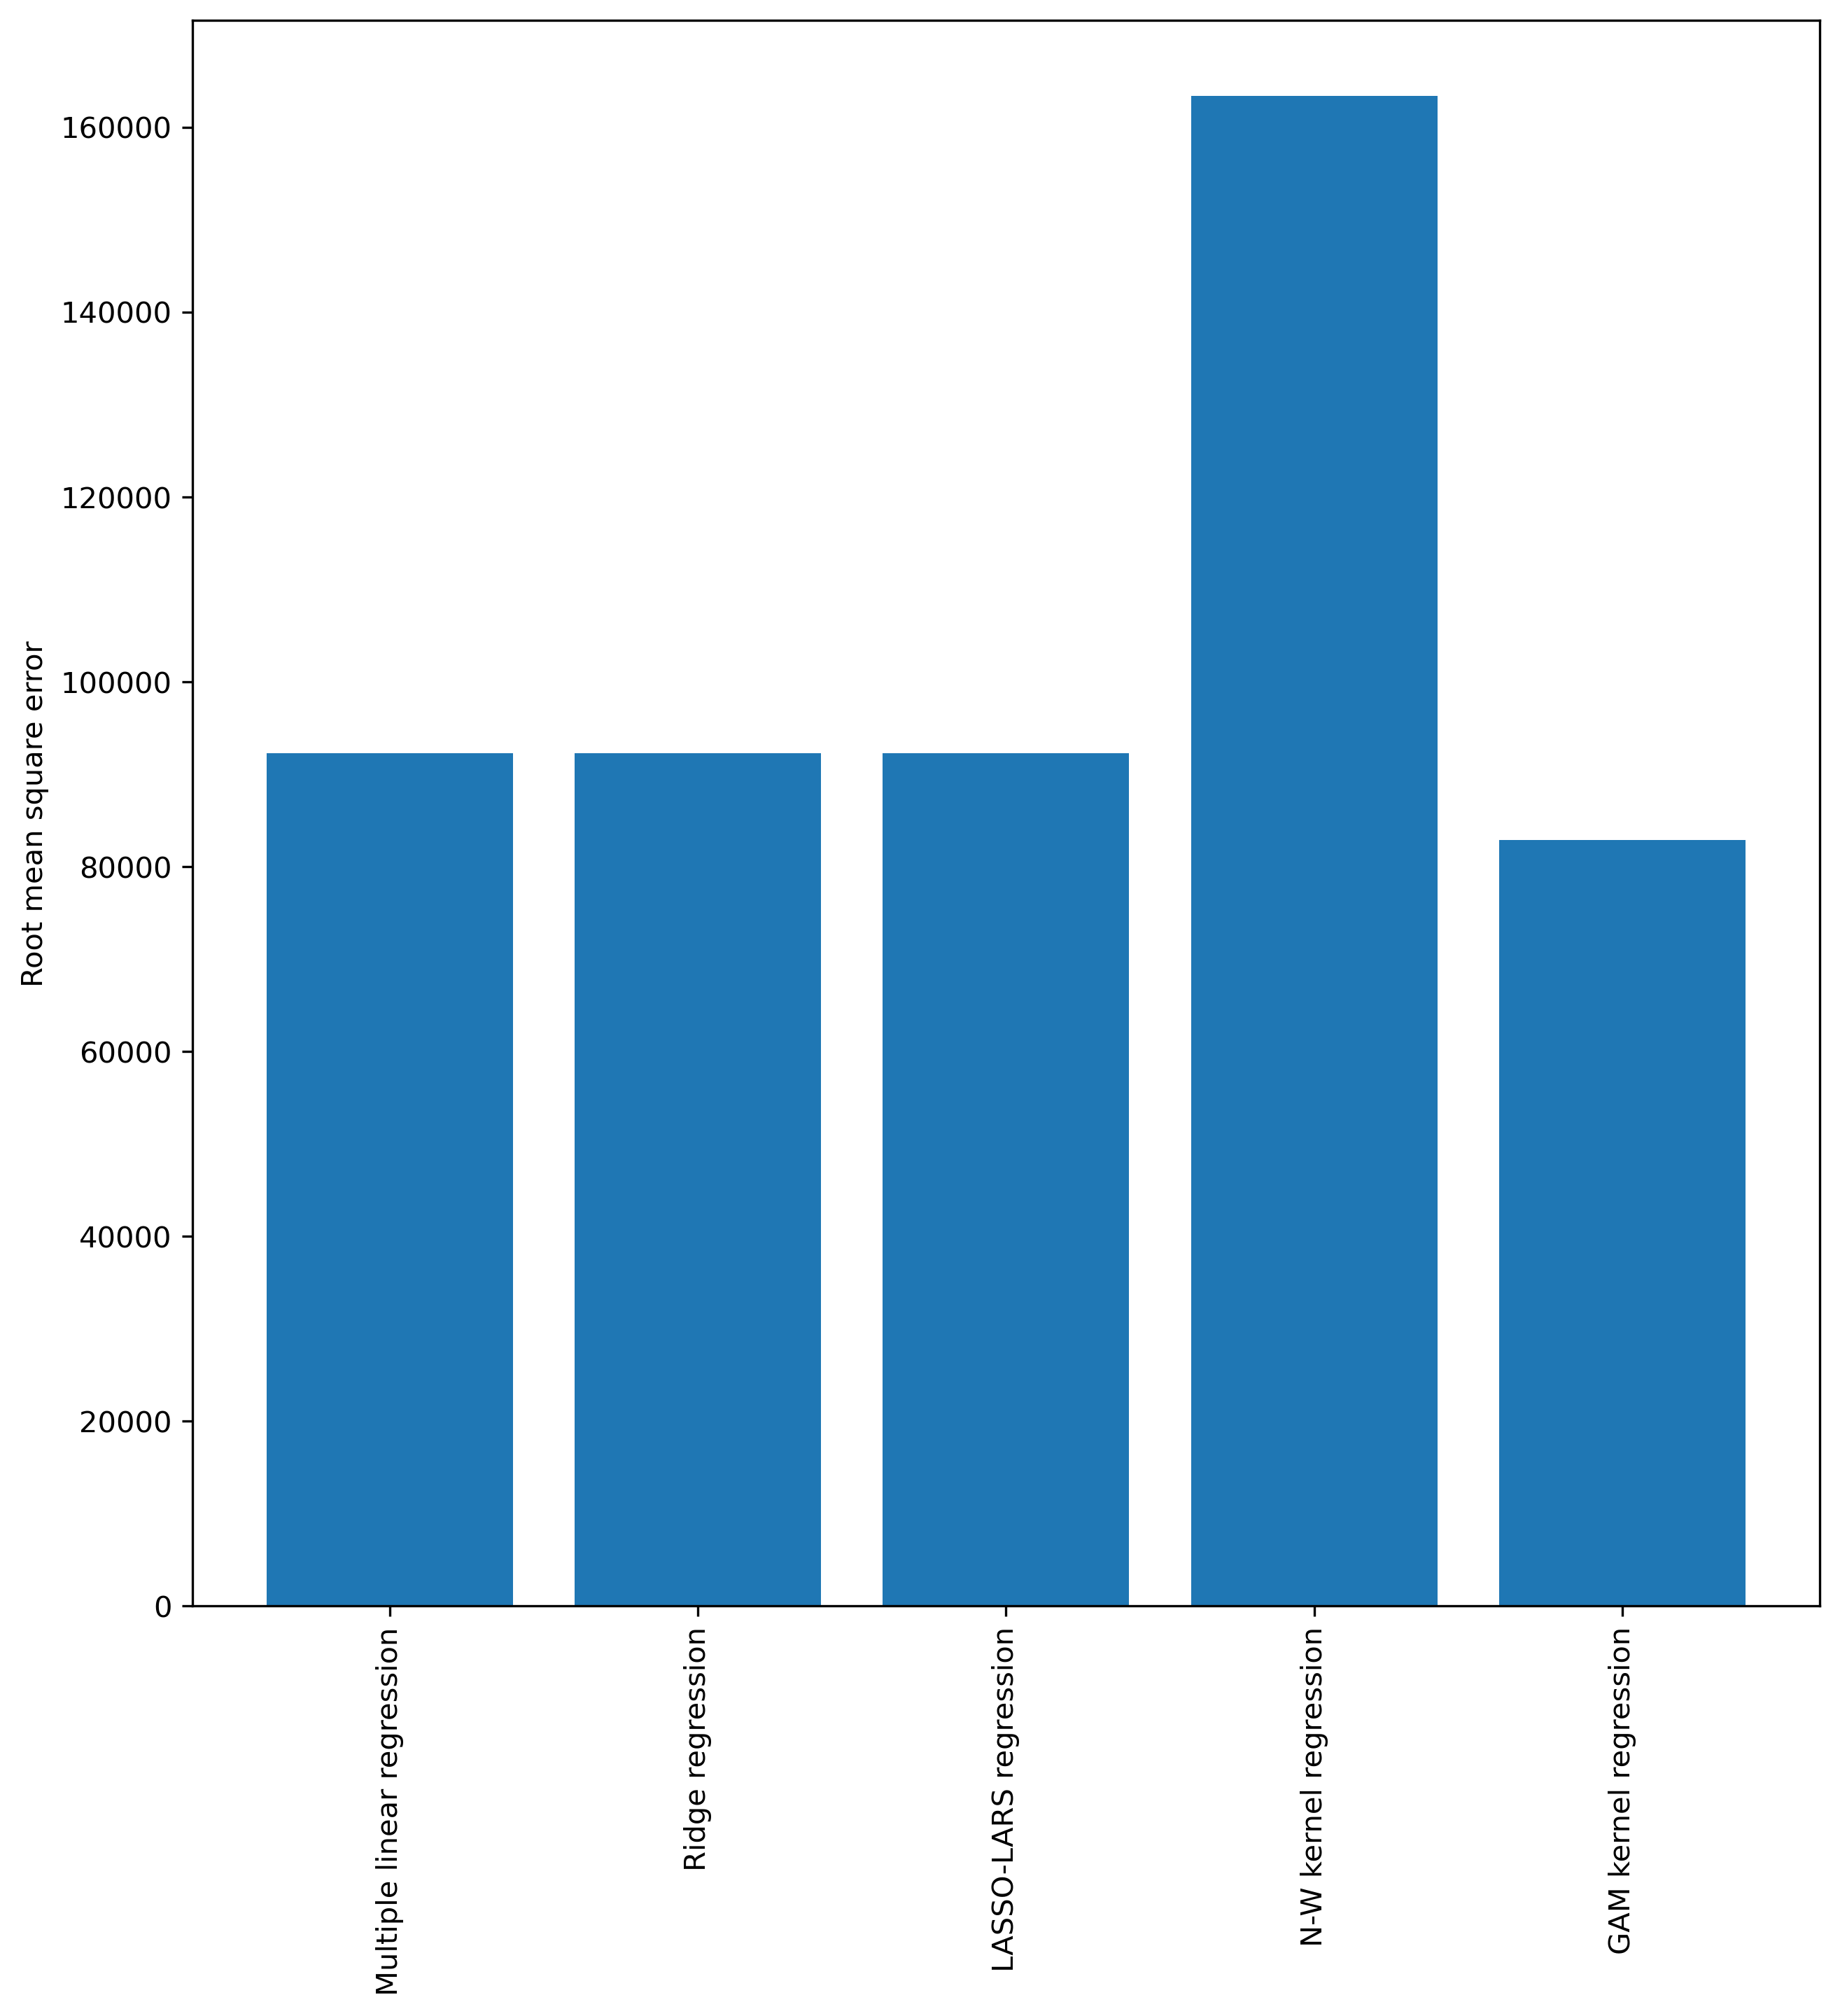 Root mean square error
160000
140000
120000
100000
80000
60000
40000
20000
0
Multiple linear regression
Ridge regression
LASSO-LARS regression
N-W kernel regression
GAM kernel regression